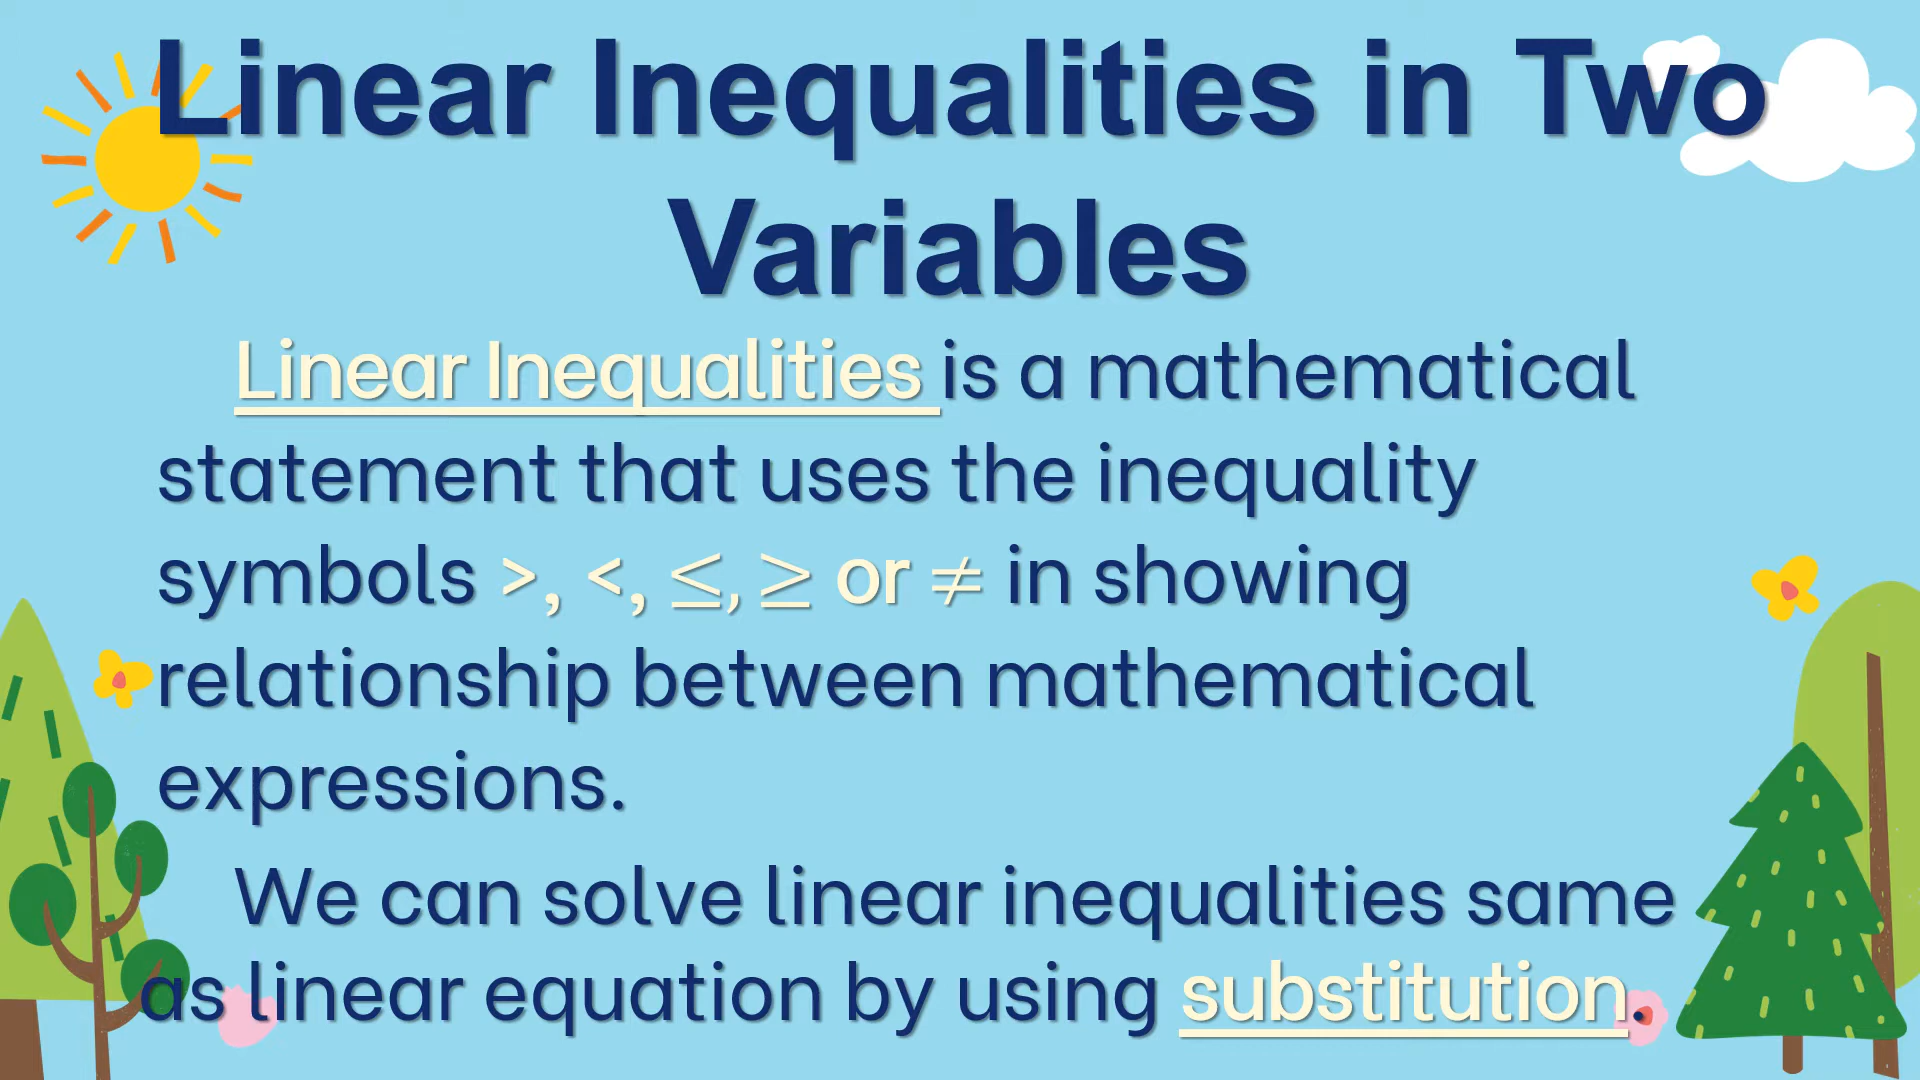 Linear Inequalities in Two
Variables
Linear Inequalities is a mathematical
statement that uses the inequality
symbols >, <, ≤, ≥ or ≠ in showing
relationship between mathematical
expressions.
We can solve linear inequalities same
as linear equation by using substitution.